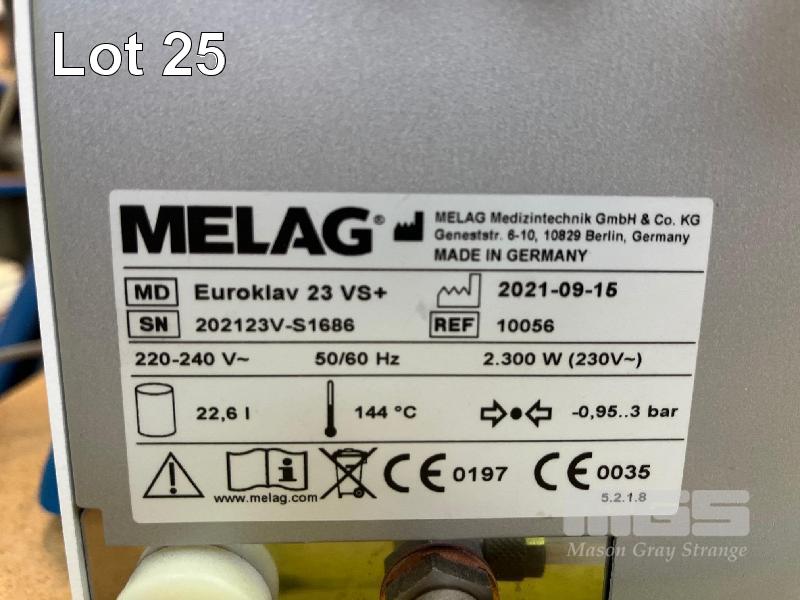 Lot 25
MELAG® MELAG Medizintechnik GmbH & Co. KG
Geneststr. 6-10, 10829 Berlin, Germany
MADE IN GERMANY
MD Euroklav 23 VS+ 2021-09-15
SN 202123V-S1686 REF 10056
220-240 V~ 50/60 Hz 2.300 W (230V~)
22,6 l 144 °C -0,95..3 bar
www.melag.com CE 0197 CE 0035
5.2.1.8
MGS
Mason Gray Strange